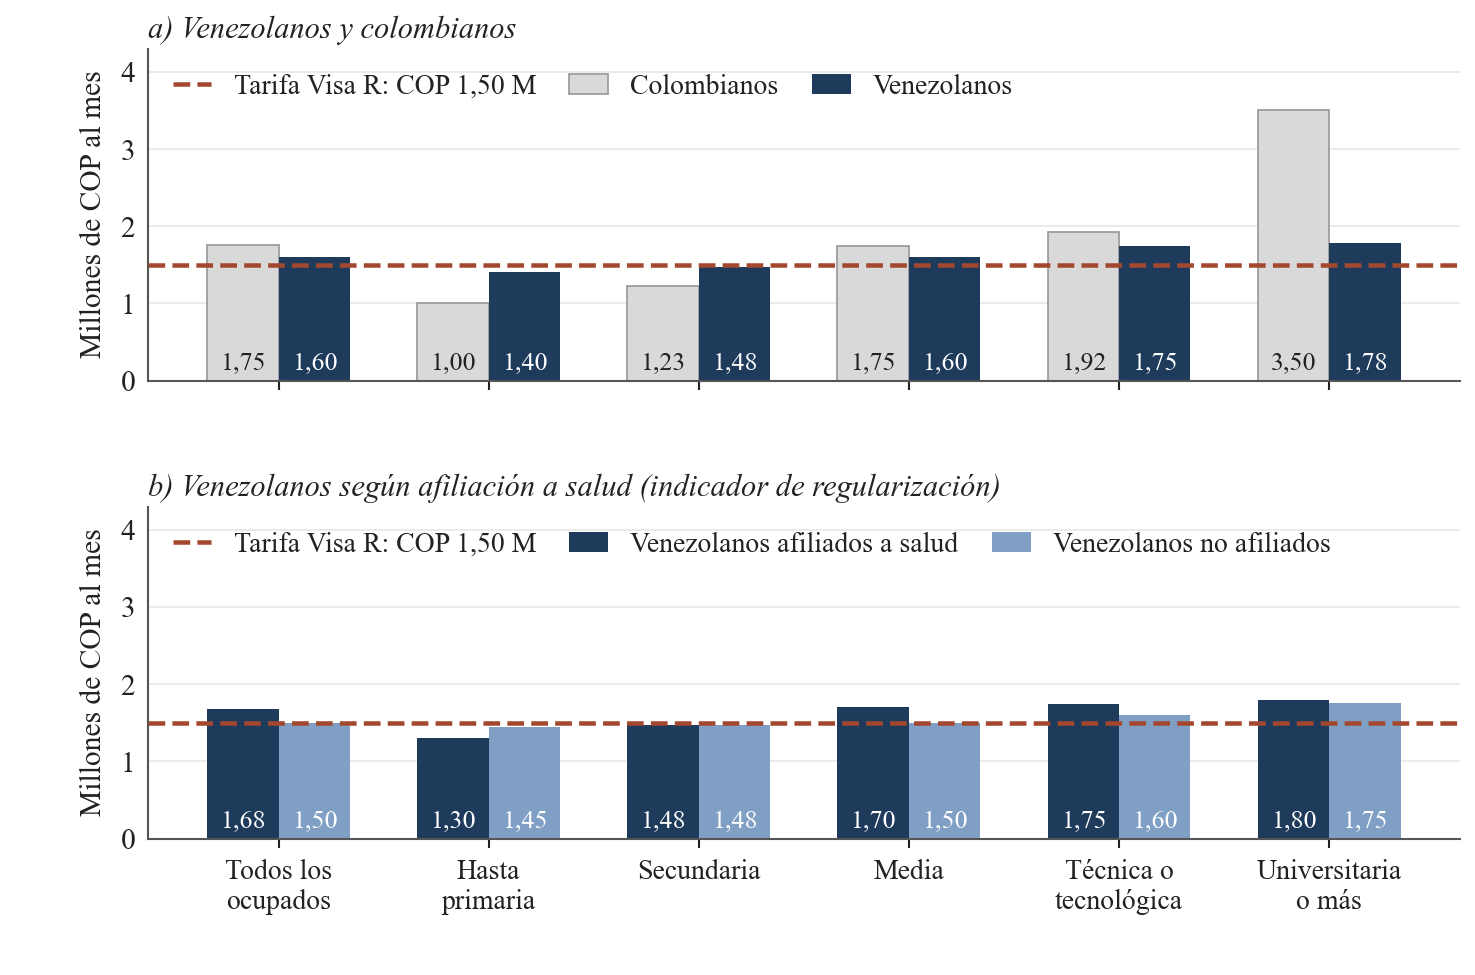 a) Venezolanos y colombianos
Millones de COP al mes
4
3
2
1
0
Tarifa Visa R: COP 1,50 M
Colombianos
Venezolanos
1,75 1,60 1,00 1,40 1,23 1,48 1,75 1,60 1,92 1,75 3,50 1,78
b) Venezolanos según afiliación a salud (indicador de regularización)
Millones de COP al mes
4
3
2
1
0
Tarifa Visa R: COP 1,50 M
Venezolanos afiliados a salud
Venezolanos no afiliados
1,68 1,50 1,30 1,45 1,48 1,48 1,70 1,50 1,75 1,60 1,80 1,75
Todos los
ocupados
Hasta
primaria
Secundaria
Media
Técnica o
tecnológica
Universitaria
o más